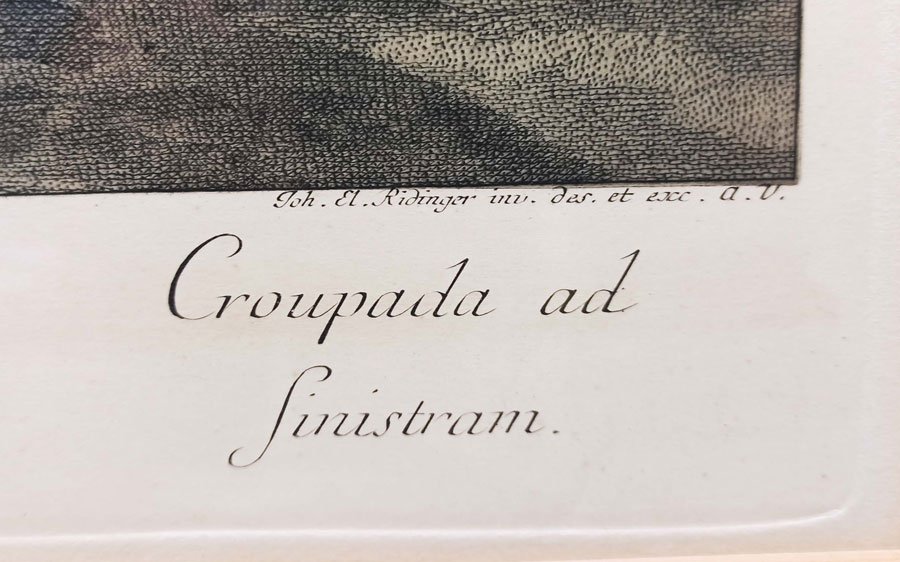 Joh. El. Ridinger inv. des. et exc. A.V.
Croupada ad
sinistram.